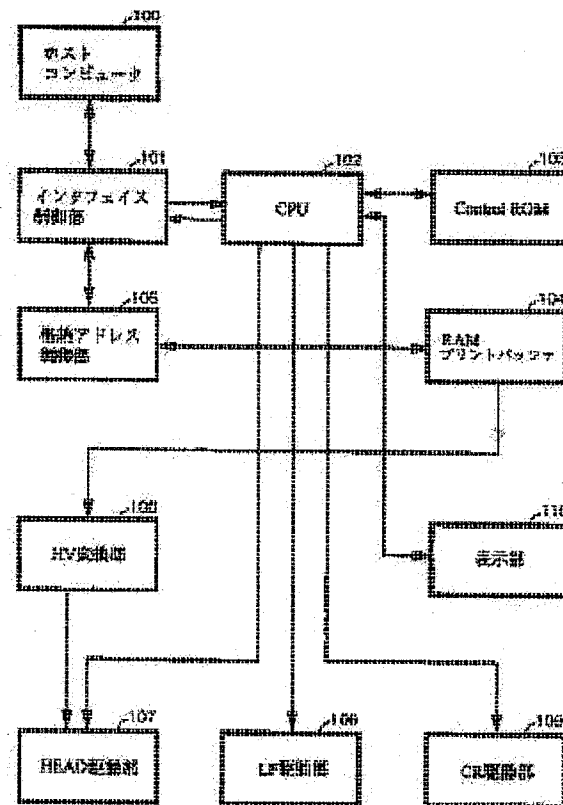 100
ホスト
コンピュータ
101
インタフェイス
制御部
102
CPU
103
Control ROM
105
格納アドレス
制御部
104
RAM
プリントバッファ
HV変換部
110
表示部
107
HEAD駆動部
LF駆動部
CR駆動部